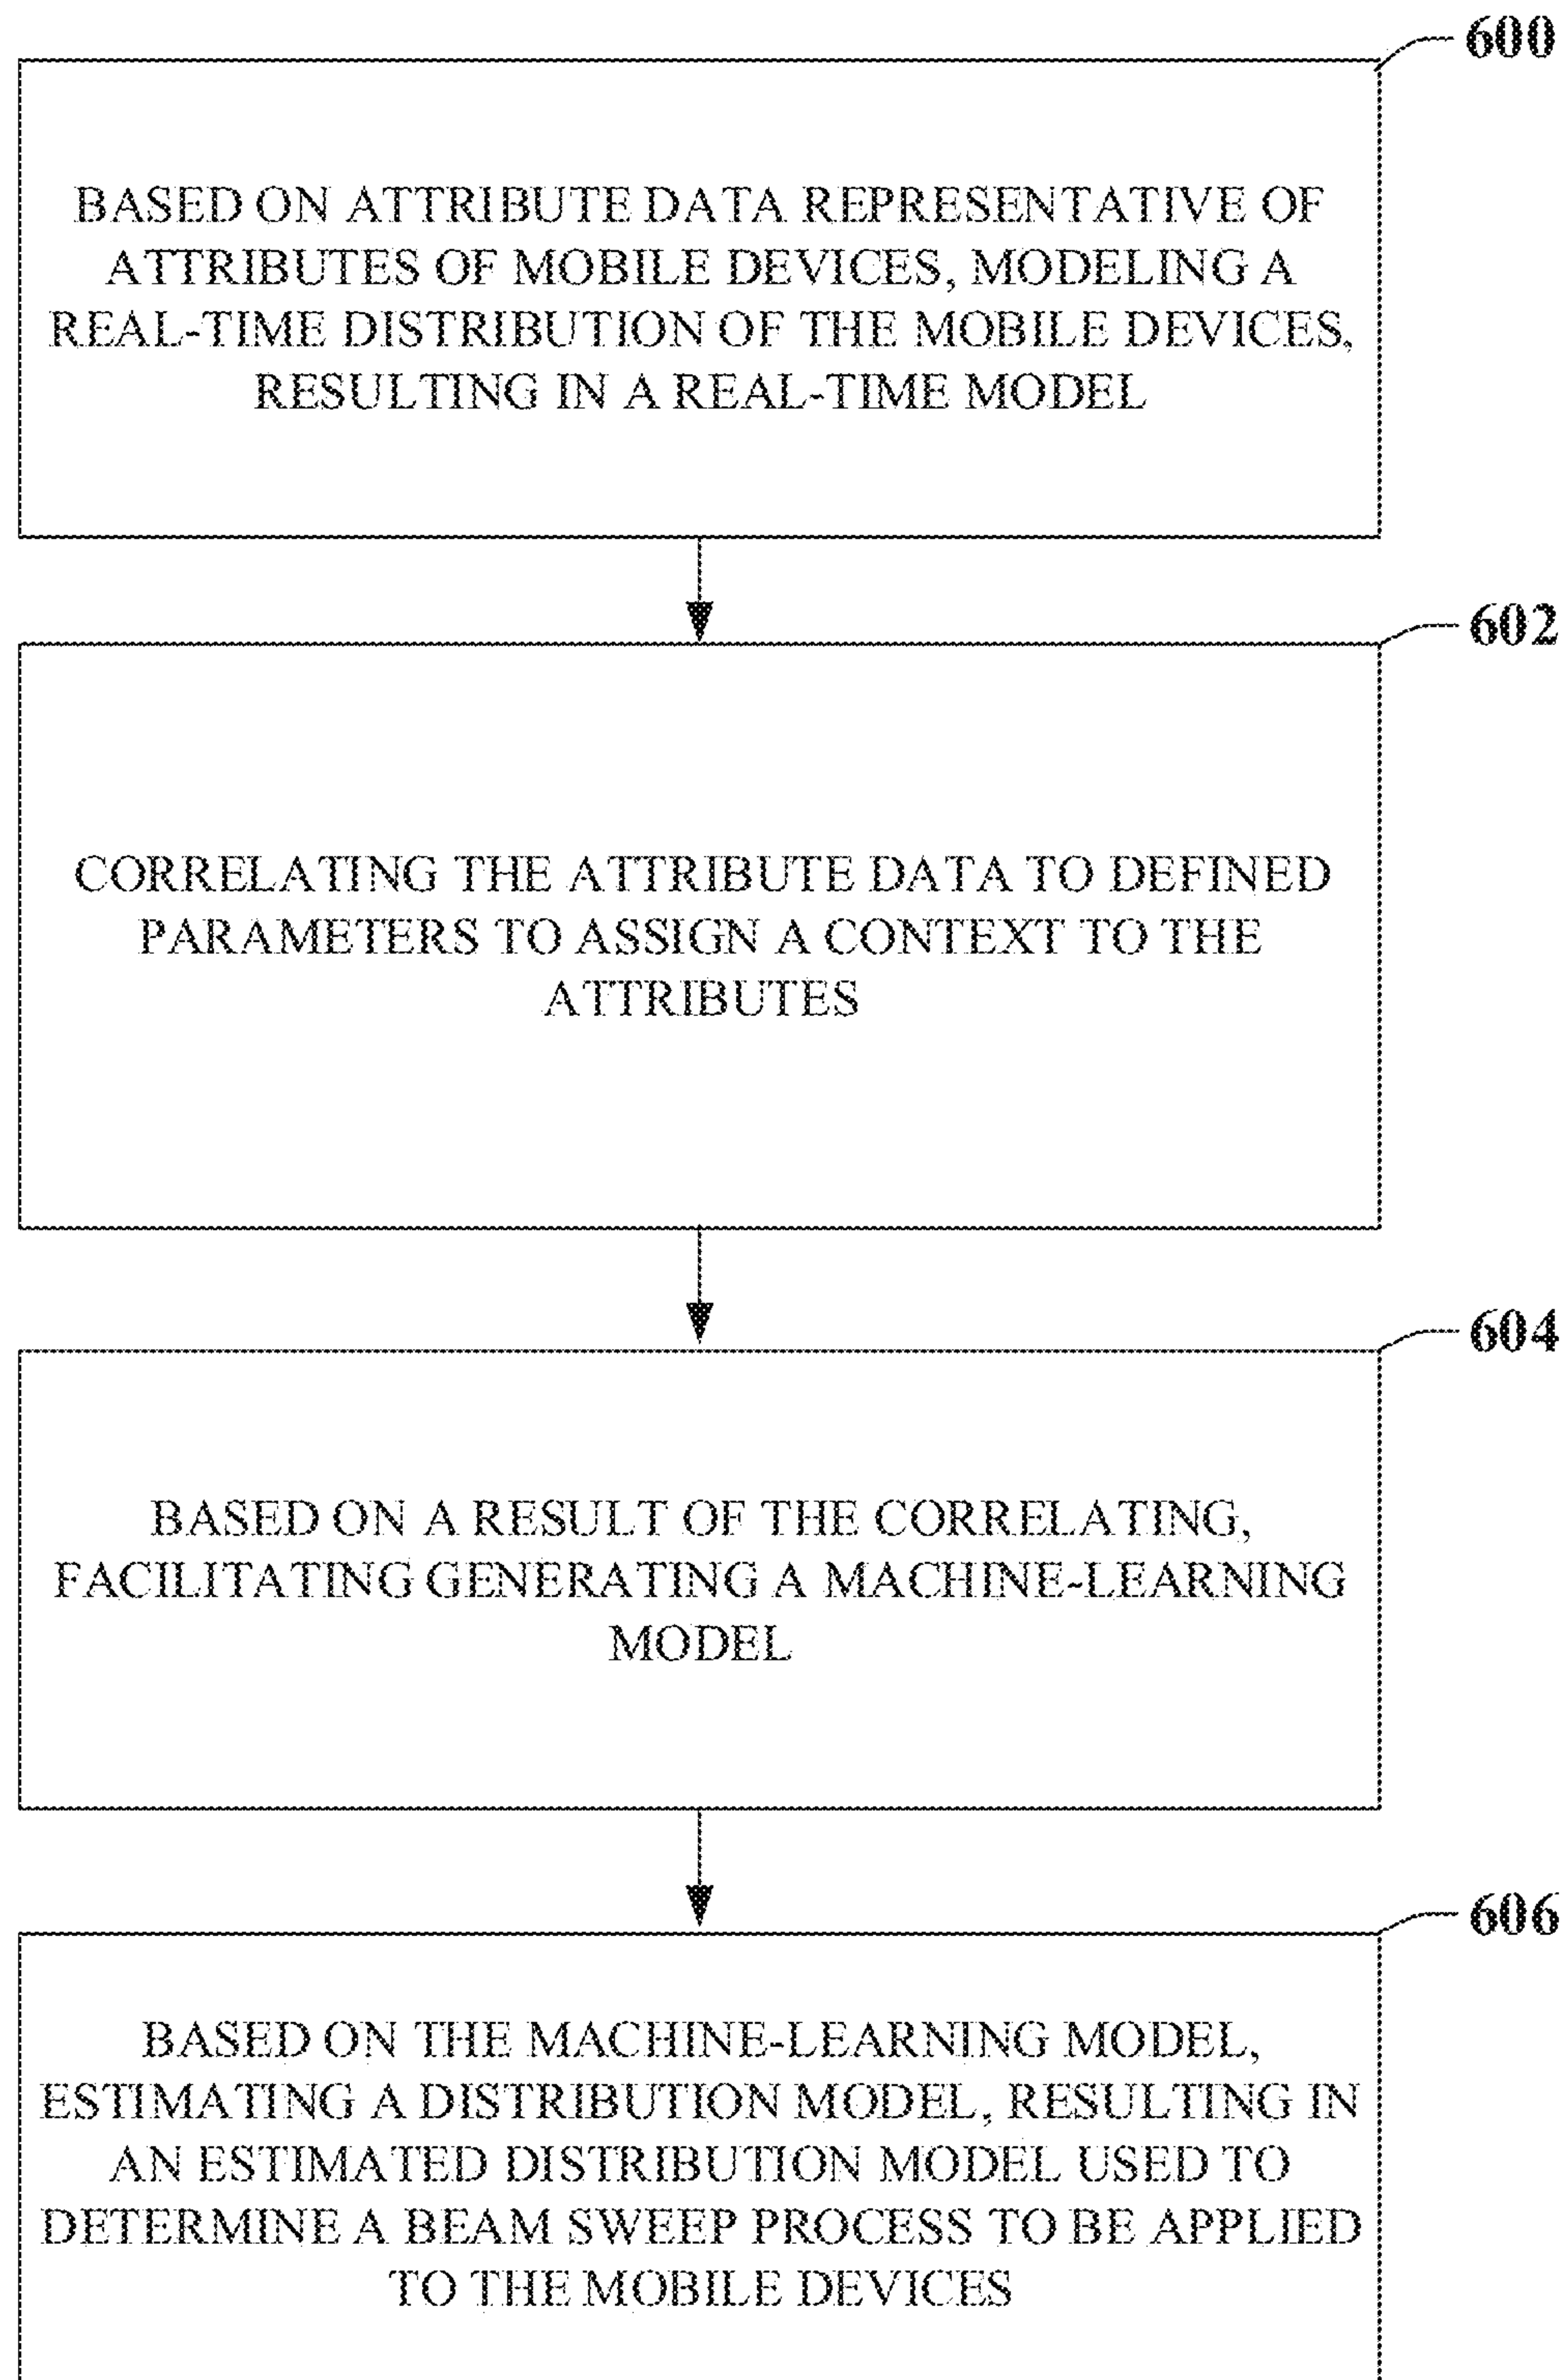 600
BASED ON ATTRIBUTE DATA REPRESENTATIVE OF
ATTRIBUTES OF MOBILE DEVICES, MODELING A
REAL-TIME DISTRIBUTION OF THE MOBILE DEVICES,
RESULTING IN A REAL-TIME MODEL
602
CORRELATING THE ATTRIBUTE DATA TO DEFINED
PARAMETERS TO ASSIGN A CONTEXT TO THE
ATTRIBUTES
604
BASED ON A RESULT OF THE CORRELATING,
FACILITATING GENERATING A MACHINE-LEARNING
MODEL
606
BASED ON THE MACHINE-LEARNING MODEL,
ESTIMATING A DISTRIBUTION MODEL, RESULTING IN
AN ESTIMATED DISTRIBUTION MODEL USED TO
DETERMINE A BEAM SWEEP PROCESS TO BE APPLIED
TO THE MOBILE DEVICES